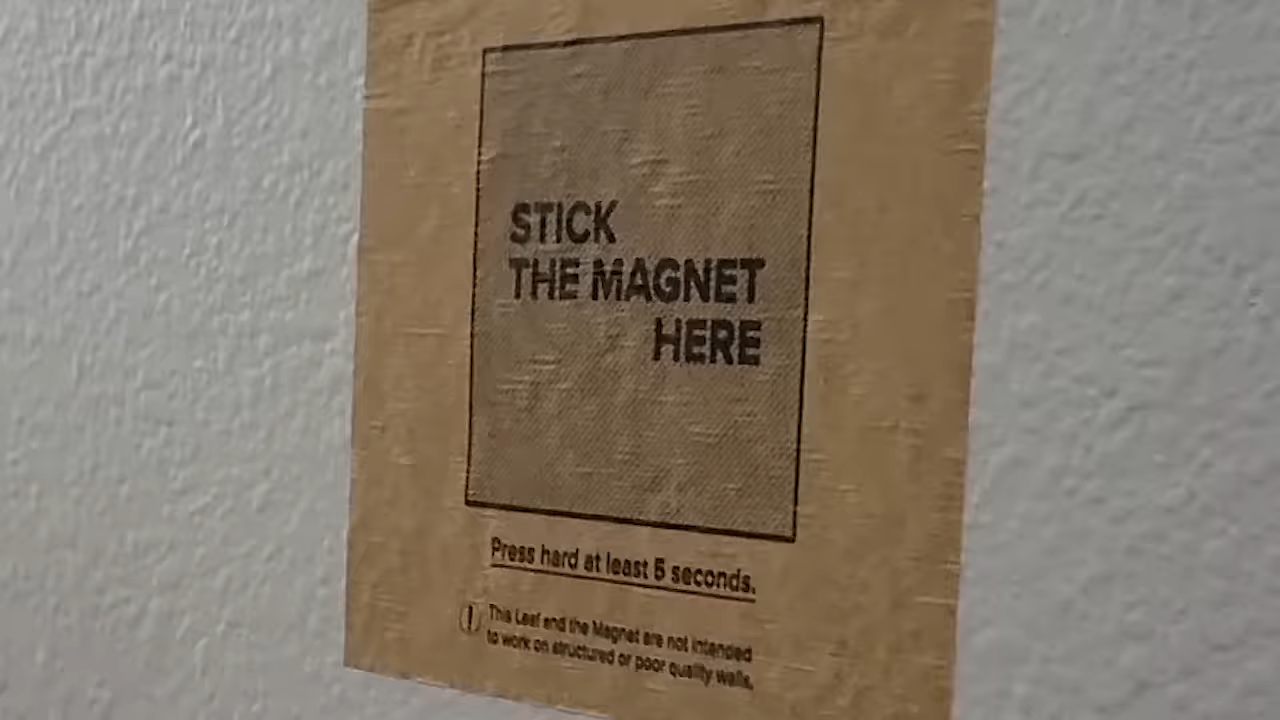 STICK
THE MAGNET
HERE
Press hard at least 5 seconds.
! This Leaf and the Magnet are not intended
to work on structured or poor quality walls.